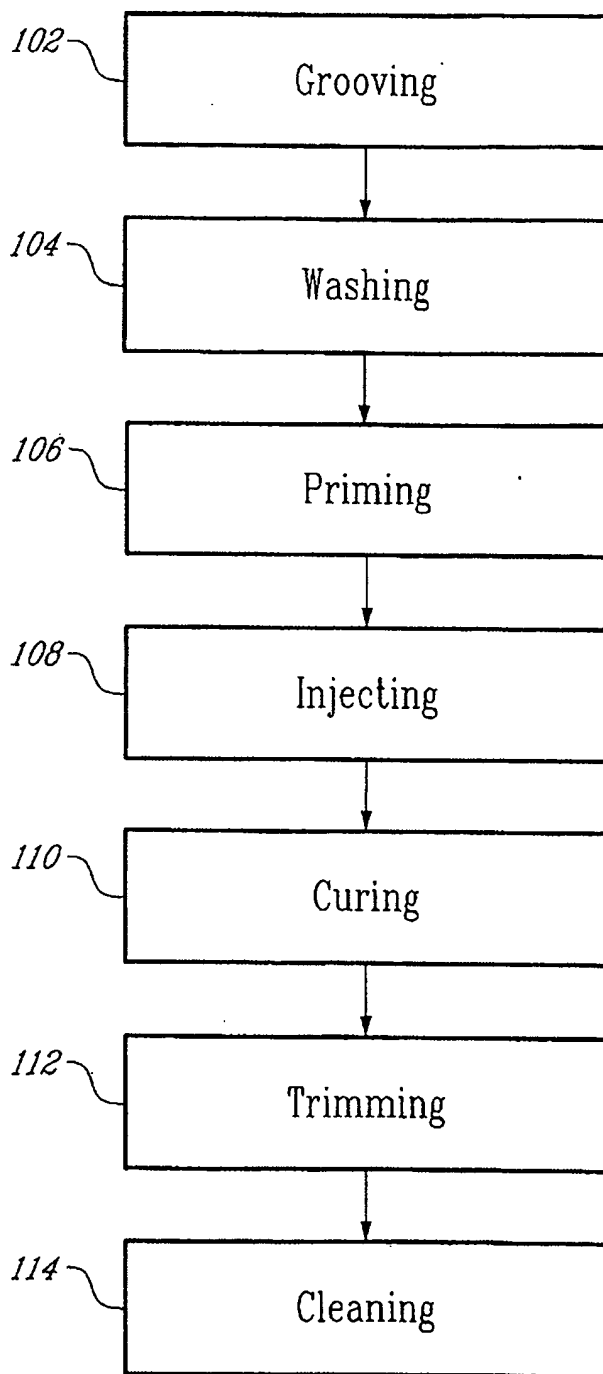 102 Grooving
104 Washing
106 Priming
108 Injecting
110 Curing
112 Trimming
114 Cleaning